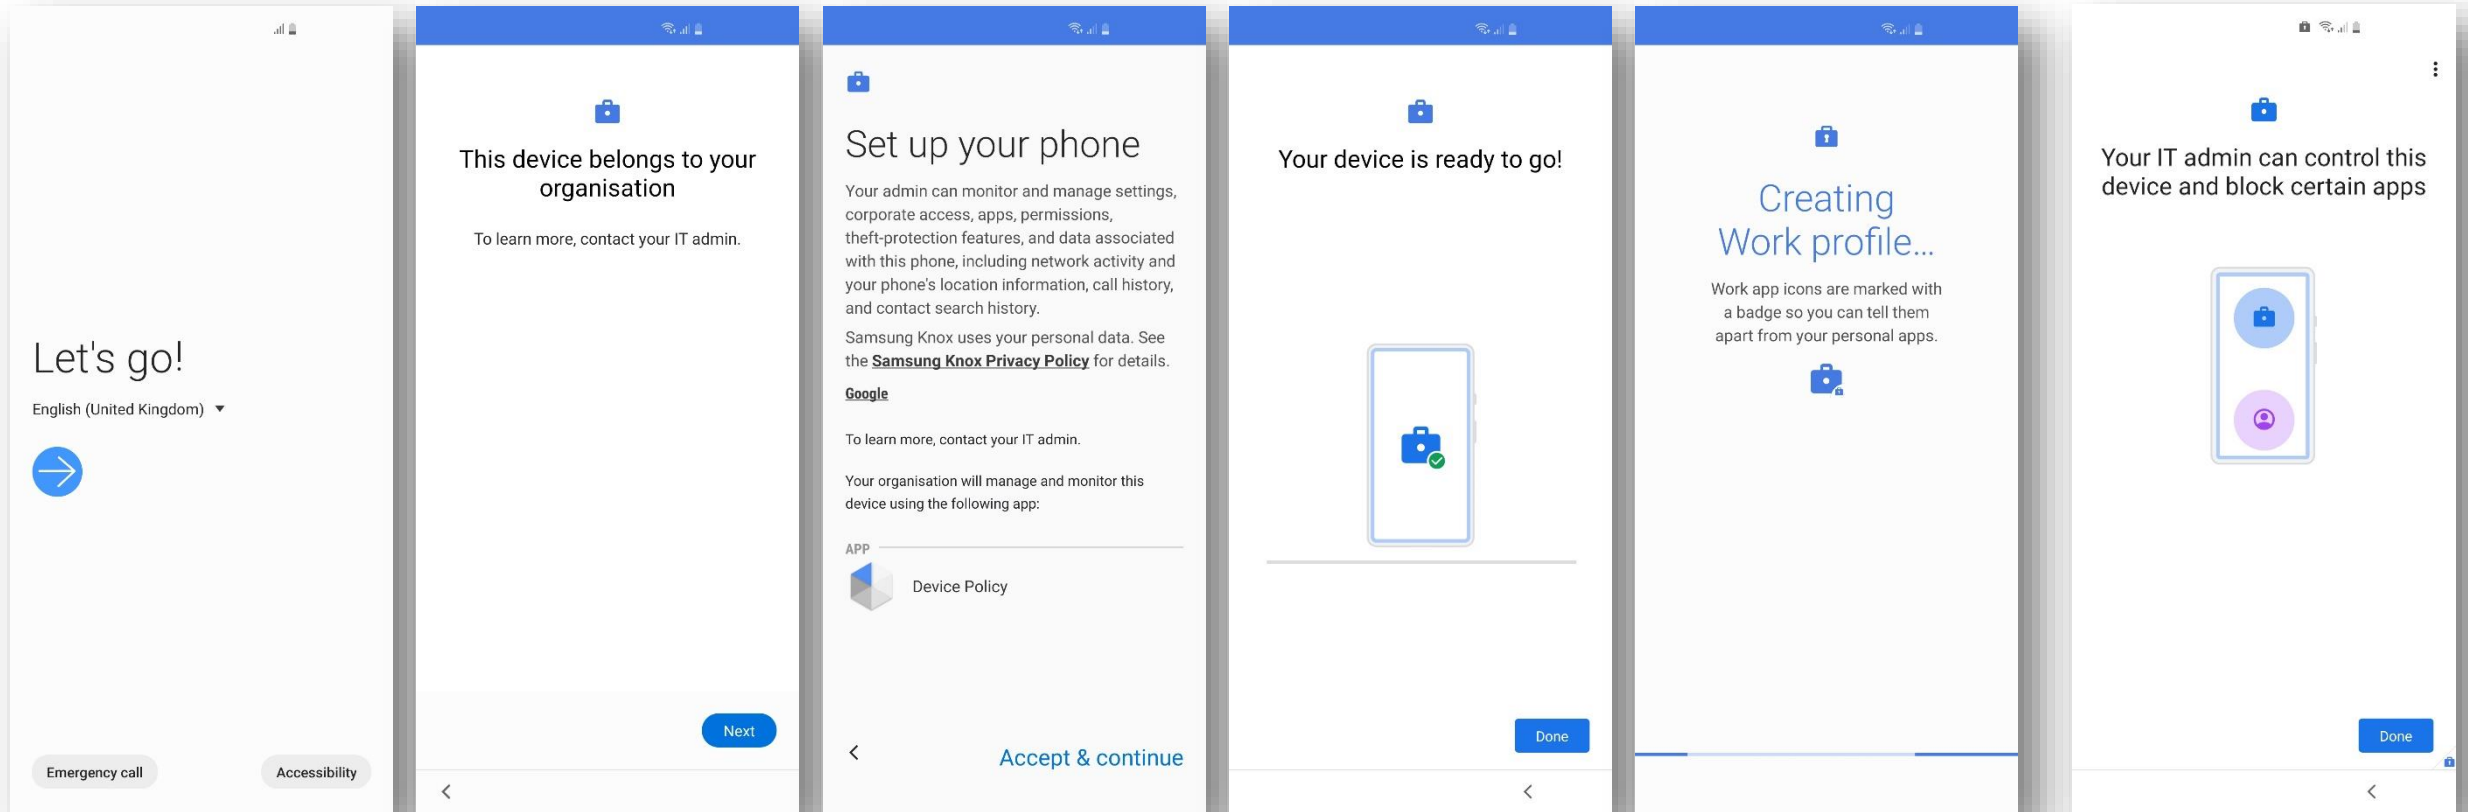 Let's go!
English (United Kingdom)
Emergency call
Accessibility
This device belongs to your
organisation
To learn more, contact your IT admin.
Next
Set up your phone
Your admin can monitor and manage settings,
corporate access, apps, permissions,
theft-protection features, and data associated
with this phone, including network activity and
your phone's location information, call history,
and contact search history.
Samsung Knox uses your personal data. See
the Samsung Knox Privacy Policy for details.
Google
To learn more, contact your IT admin.
Your organisation will manage and monitor this
device using the following app:
APP
Device Policy
Accept & continue
Your device is ready to go!
Done
Creating
Work profile...
Work app icons are marked with
a badge so you can tell them
apart from your personal apps.
Your IT admin can control this
device and block certain apps
Done